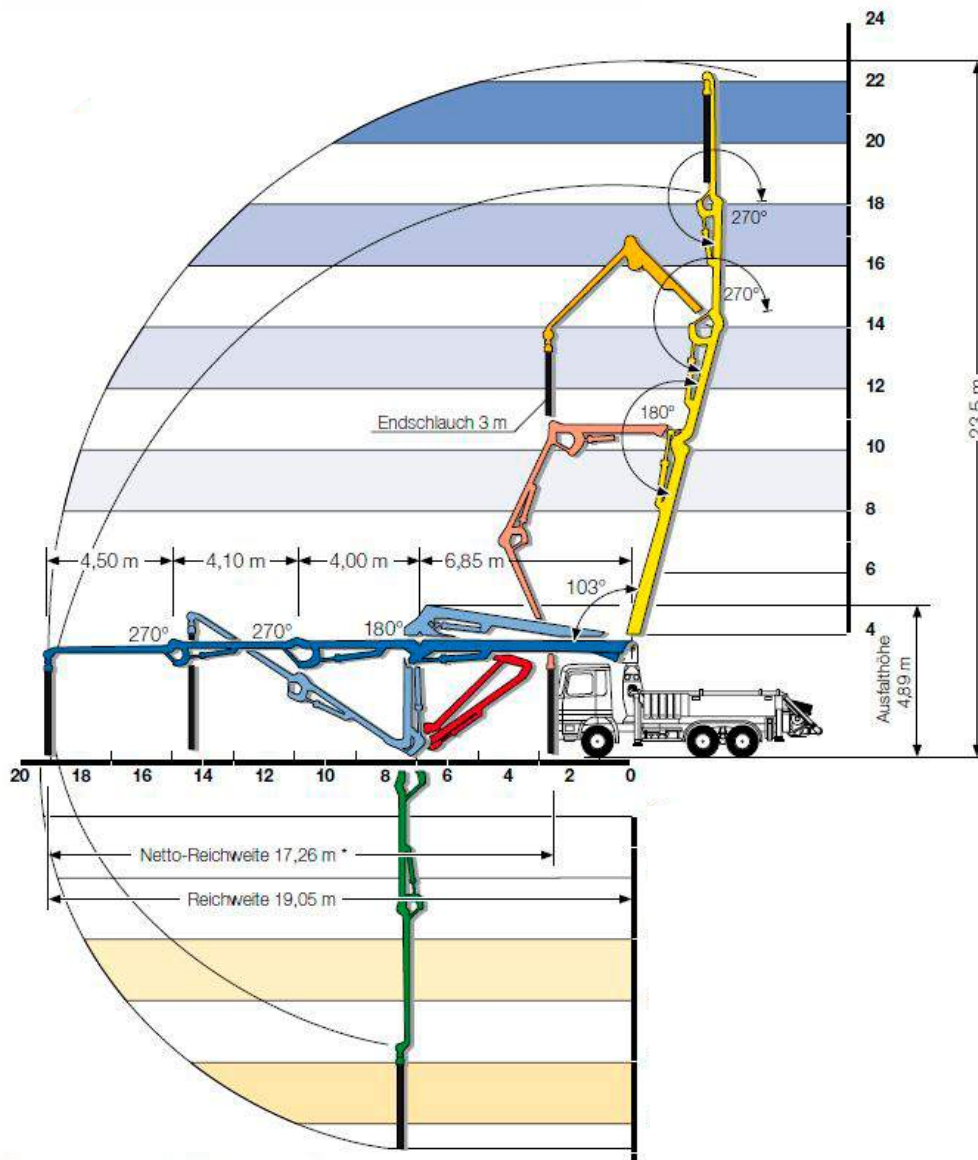 24
22
20
18
270°
16
270°
14
12
Endschlauch 3 m
180°
10
8
23,5 m
4,50 m
4,10 m
4,00 m
6,85 m
6
103°
4
270°
270°
180°
Ausfalthöhe
4,89 m
20 18 16 14 12 10 8 6 4 2 0
Netto-Reichweite 17,26 m *
Reichweite 19,05 m